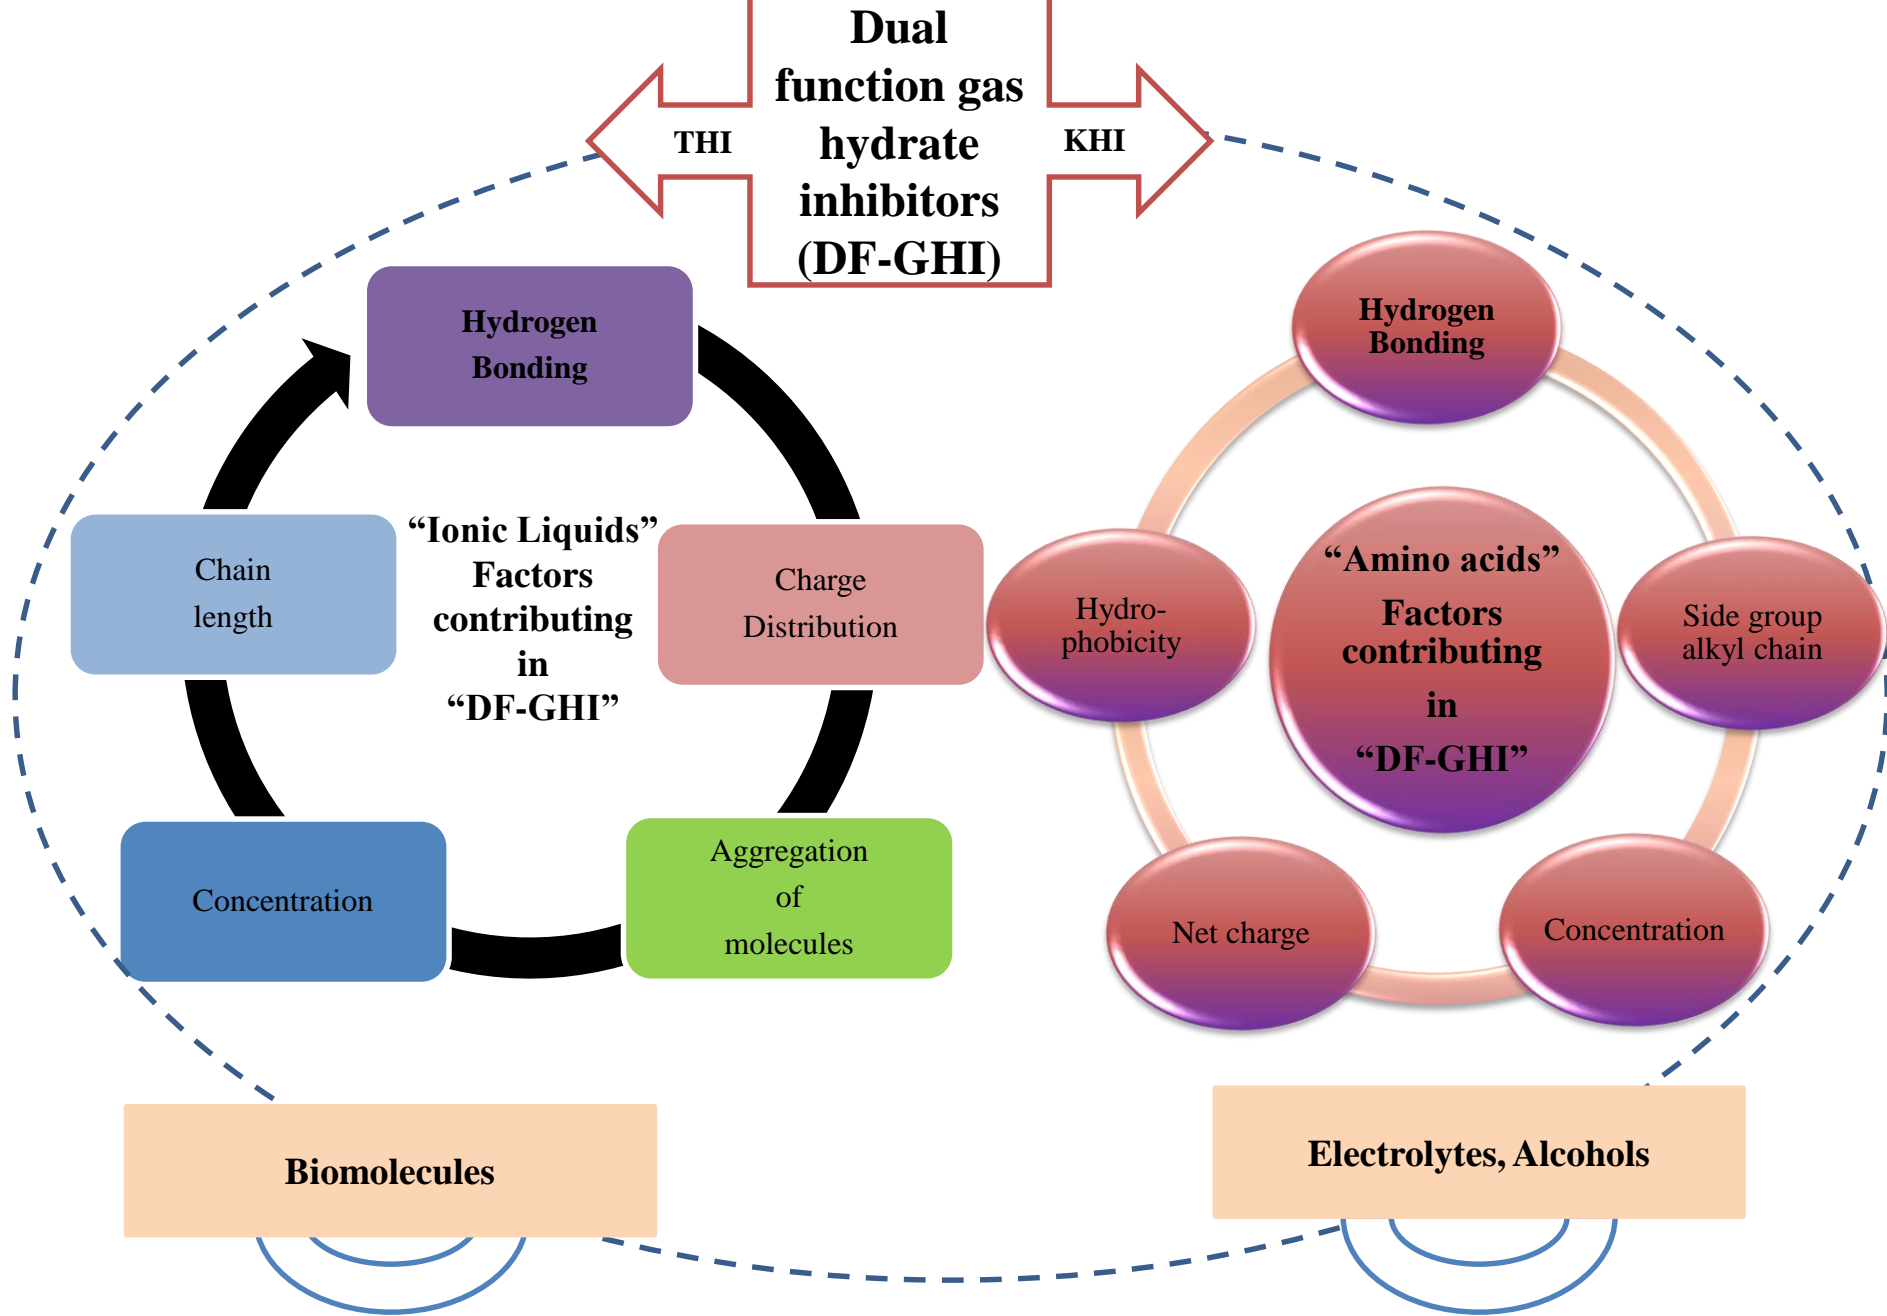 Dual
function gas
hydrate
inhibitors
(DF-GHI)
THI
KHI
Hydrogen
Bonding
Chain
length
“Ionic Liquids”
Factors
contributing
in
“DF-GHI”
Charge
Distribution
Concentration
Aggregation
of
molecules
Hydrogen
Bonding
Hydro-
phobicity
“Amino acids”
Factors
contributing
in
“DF-GHI”
Side group
alkyl chain
Net charge
Concentration
Biomolecules
Electrolytes, Alcohols